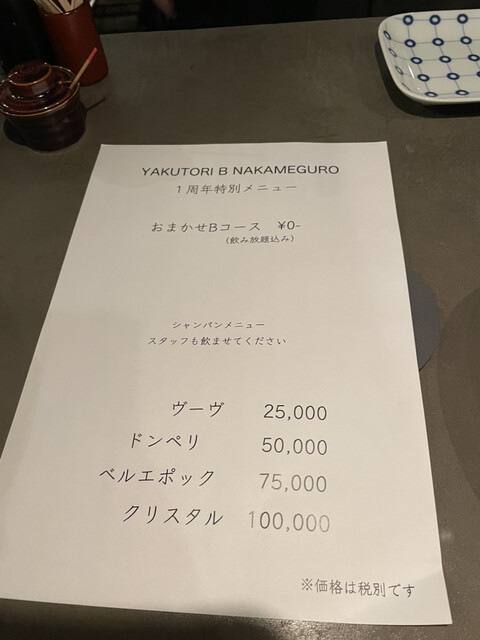 YAKUTORI B NAKAMEGURO
1周年特別メニュー
おまかせBコース ¥0-
(飲み放題込み)
シャンパンメニュー
スタッフも飲ませてください
ヴーヴ 25,000
ドンペリ 50,000
ベルエポック 75,000
クリスタル 100,000
※価格は税別です